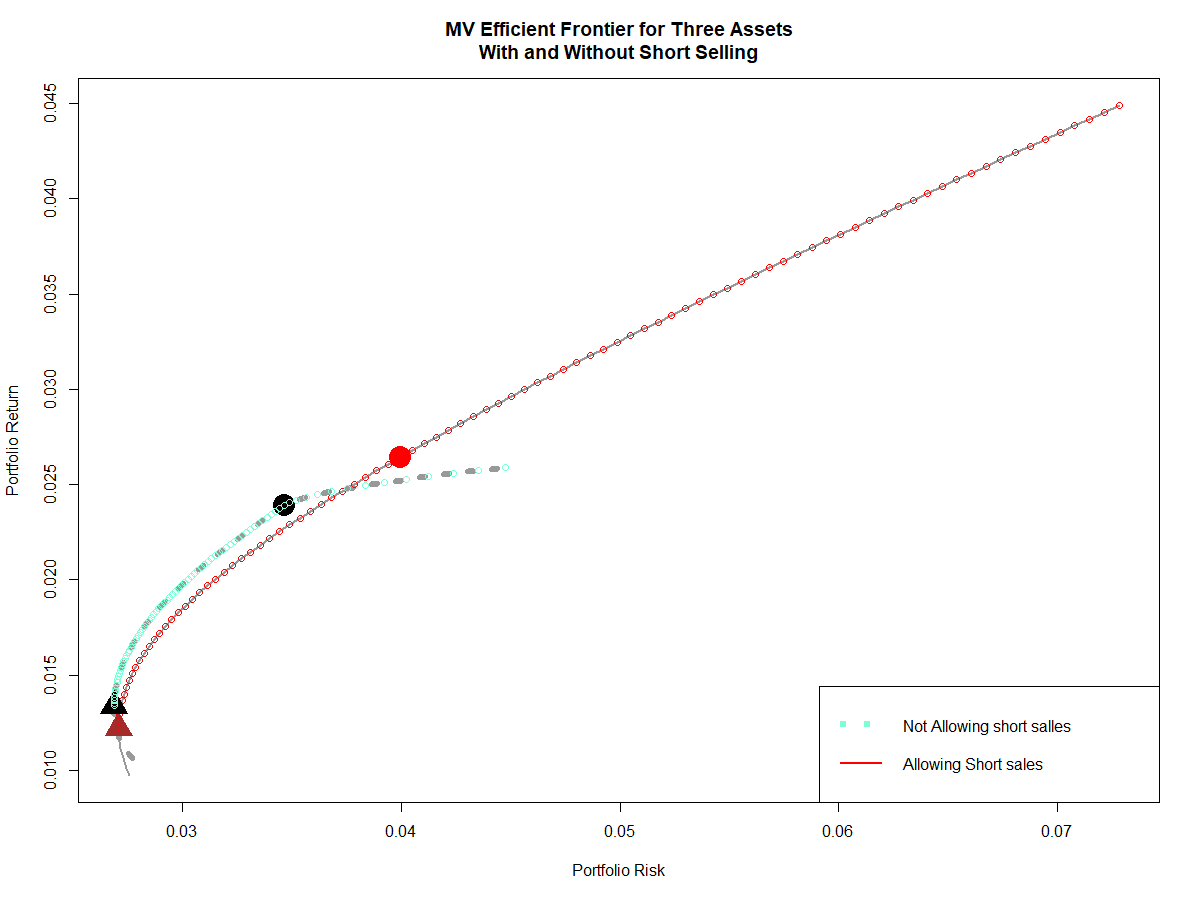 MV Efficient Frontier for Three Assets
With and Without Short Selling
Portfolio Return
0.045
0.040
0.035
0.030
0.025
0.020
0.015
0.010
0.03 0.04 0.05 0.06 0.07
Portfolio Risk
Not Allowing short salles
Allowing Short sales